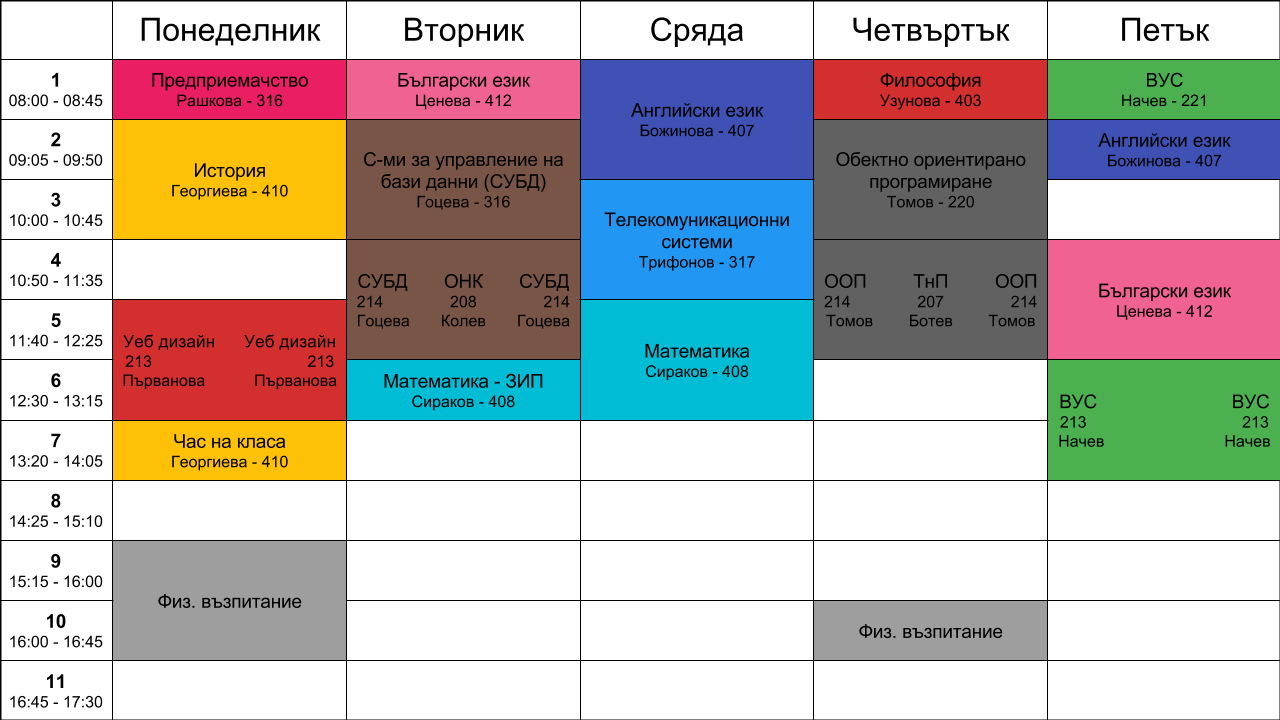 Понеделник Вторник Сряда Четвъртък Петък
1
08:00 - 08:45
Предприемачество
Рашкова - 316
Български език
Ценева - 412
Английски език
Божинова - 407
Философия
Узунова - 403
ВУС
Начев - 221
2
09:05 - 09:50
История
Георгиева - 410
С-ми за управление на
бази данни (СУБД)
Гоцева - 316
Обектно ориентирано
програмиране
Томов - 220
Английски език
Божинова - 407
3
10:00 - 10:45
Телекомуникационни
системи
Трифонов - 317
4
10:50 - 11:35
СУБД ОНК СУБД
214 208 214
Гоцева Колев Гоцева
ООП ТнП ООП
214 207 214
Томов Ботев Томов
Български език
Ценева - 412
5
11:40 - 12:25
Уеб дизайн Уеб дизайн
213 213
Първанова Първанова
Математика
Сираков - 408
6
12:30 - 13:15
Математика - ЗИП
Сираков - 408
ВУС ВУС
213 213
Начев Начев
7
13:20 - 14:05
Час на класа
Георгиева - 410
8
14:25 - 15:10
9
15:15 - 16:00
Физ. възпитание
10
16:00 - 16:45
Физ. възпитание
11
16:45 - 17:30